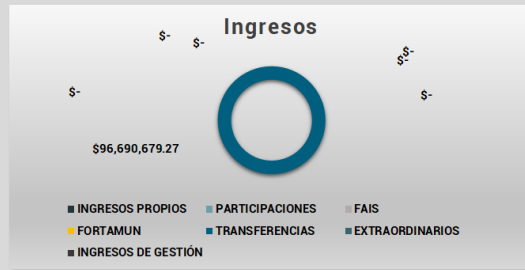 Ingresos
$-
$-
$-
$-
$-
$-
$96,690,679.27
INGRESOS PROPIOS
PARTICIPACIONES
FAIS
FORTAMUN
TRANSFERENCIAS
EXTRAORDINARIOS
INGRESOS DE GESTIÓN